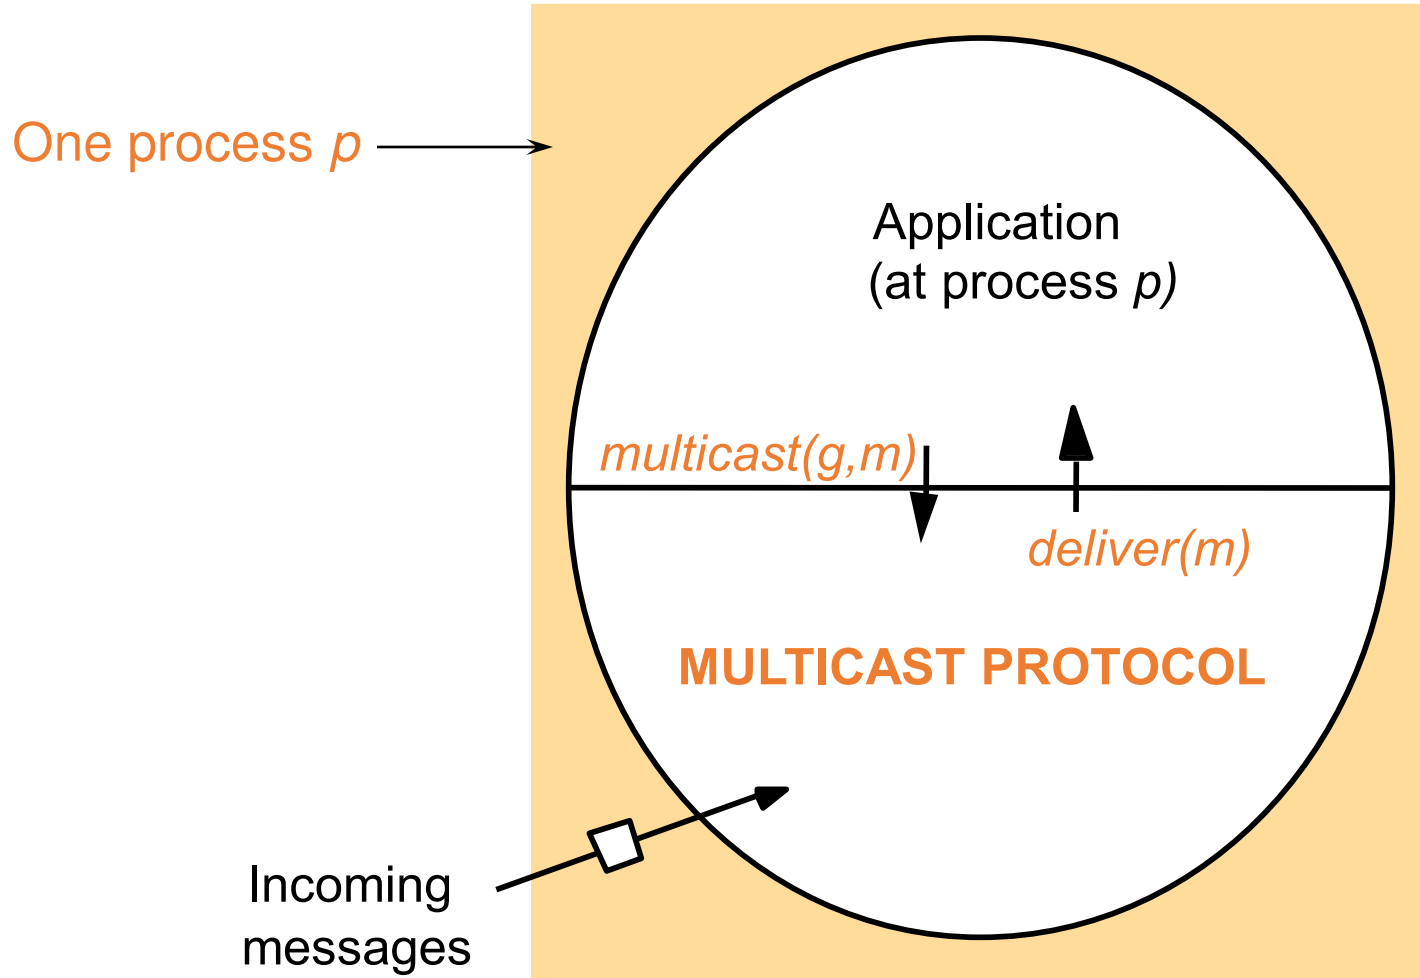 One process p
Application
(at process p)
multicast(g,m)
deliver(m)
MULTICAST PROTOCOL
Incoming
messages